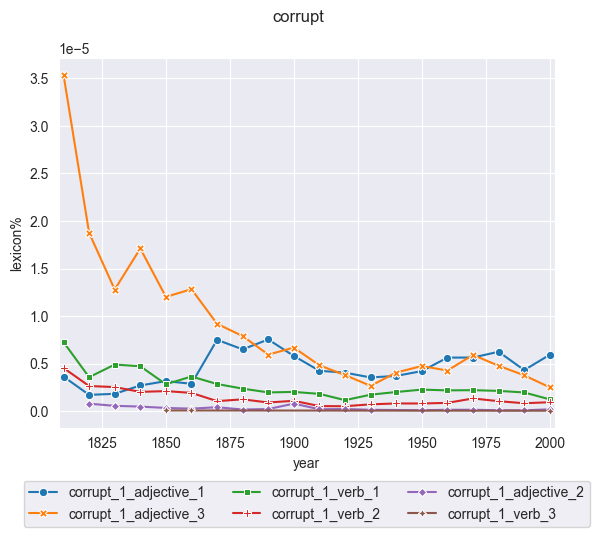 corrupt
1e−5
3.5
3.0
2.5
2.0
1.5
1.0
0.5
0.0
lexicon%
1825 1850 1875 1900 1925 1950 1975 2000
year
corrupt_1_adjective_1 corrupt_1_verb_1 corrupt_1_adjective_2
corrupt_1_adjective_3 corrupt_1_verb_2 corrupt_1_verb_3